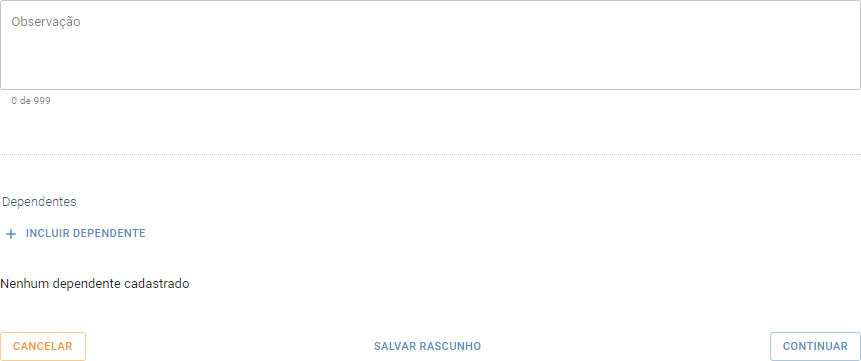 Observação
0 de 999
Dependentes
+ INCLUIR DEPENDENTE
Nenhum dependente cadastrado
CANCELAR SALVAR RASCUNHO CONTINUAR